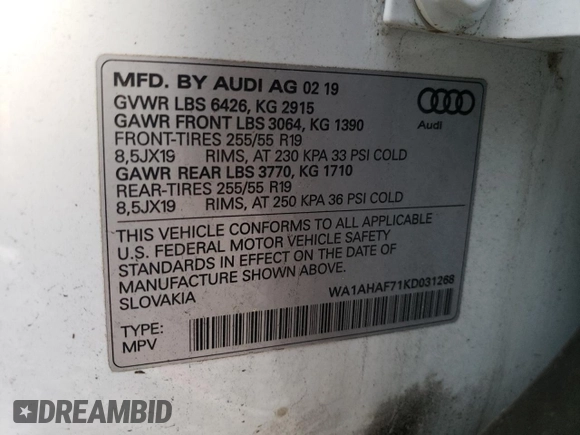 MFD. BY AUDI AG 02 19
GVWR LBS 6426, KG 2915
GAWR FRONT LBS 3064, KG 1390
FRONT-TIRES 255/55 R19
8,5JX19 RIMS, AT 230 KPA 33 PSI COLD
GAWR REAR LBS 3770, KG 1710
REAR-TIRES 255/55 R19
8,5JX19 RIMS, AT 250 KPA 36 PSI COLD
Audi
THIS VEHICLE CONFORMS TO ALL APPLICABLE
U.S. FEDERAL MOTOR VEHICLE SAFETY
STANDARDS IN EFFECT ON THE DATE OF
MANUFACTURE SHOWN ABOVE.
SLOVAKIA
WA1AHAF71KD031268
TYPE:
MPV
DREAMBID